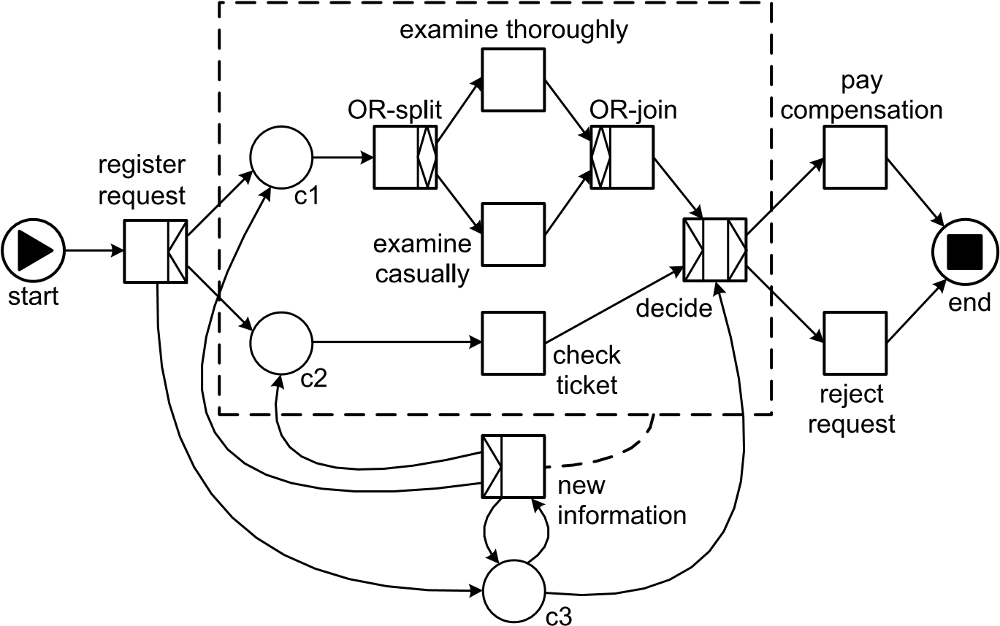 examine thoroughly
pay
compensation
OR-split
OR-join
register
request
c1
examine
casually
start
decide
end
check
ticket
c2
reject
request
new
information
c3